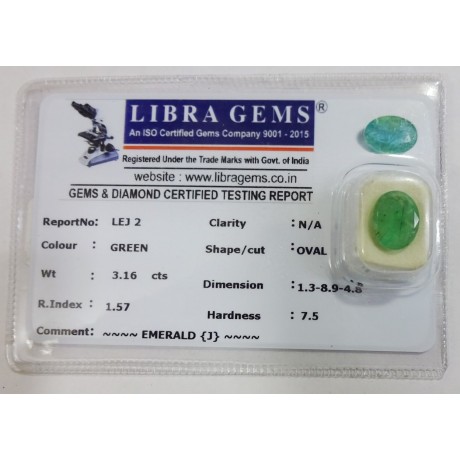 LIBRA GEMS®
An ISO Certified Gems Company 9001 - 2015
Registered Under the Trade Marks with Govt. of India
website : www.libragems.co.in
GEMS & DIAMOND CERTIFIED TESTING REPORT
ReportNo: LEJ 2 Clarity : N/A
Colour : GREEN Shape/cut : OVAL
Wt : 3.16 cts Dimension : 1.3-8.9-4.8
R.Index : 1.57 Hardness : 7.5
Comment: ~~~~ EMERALD {J} ~~~~